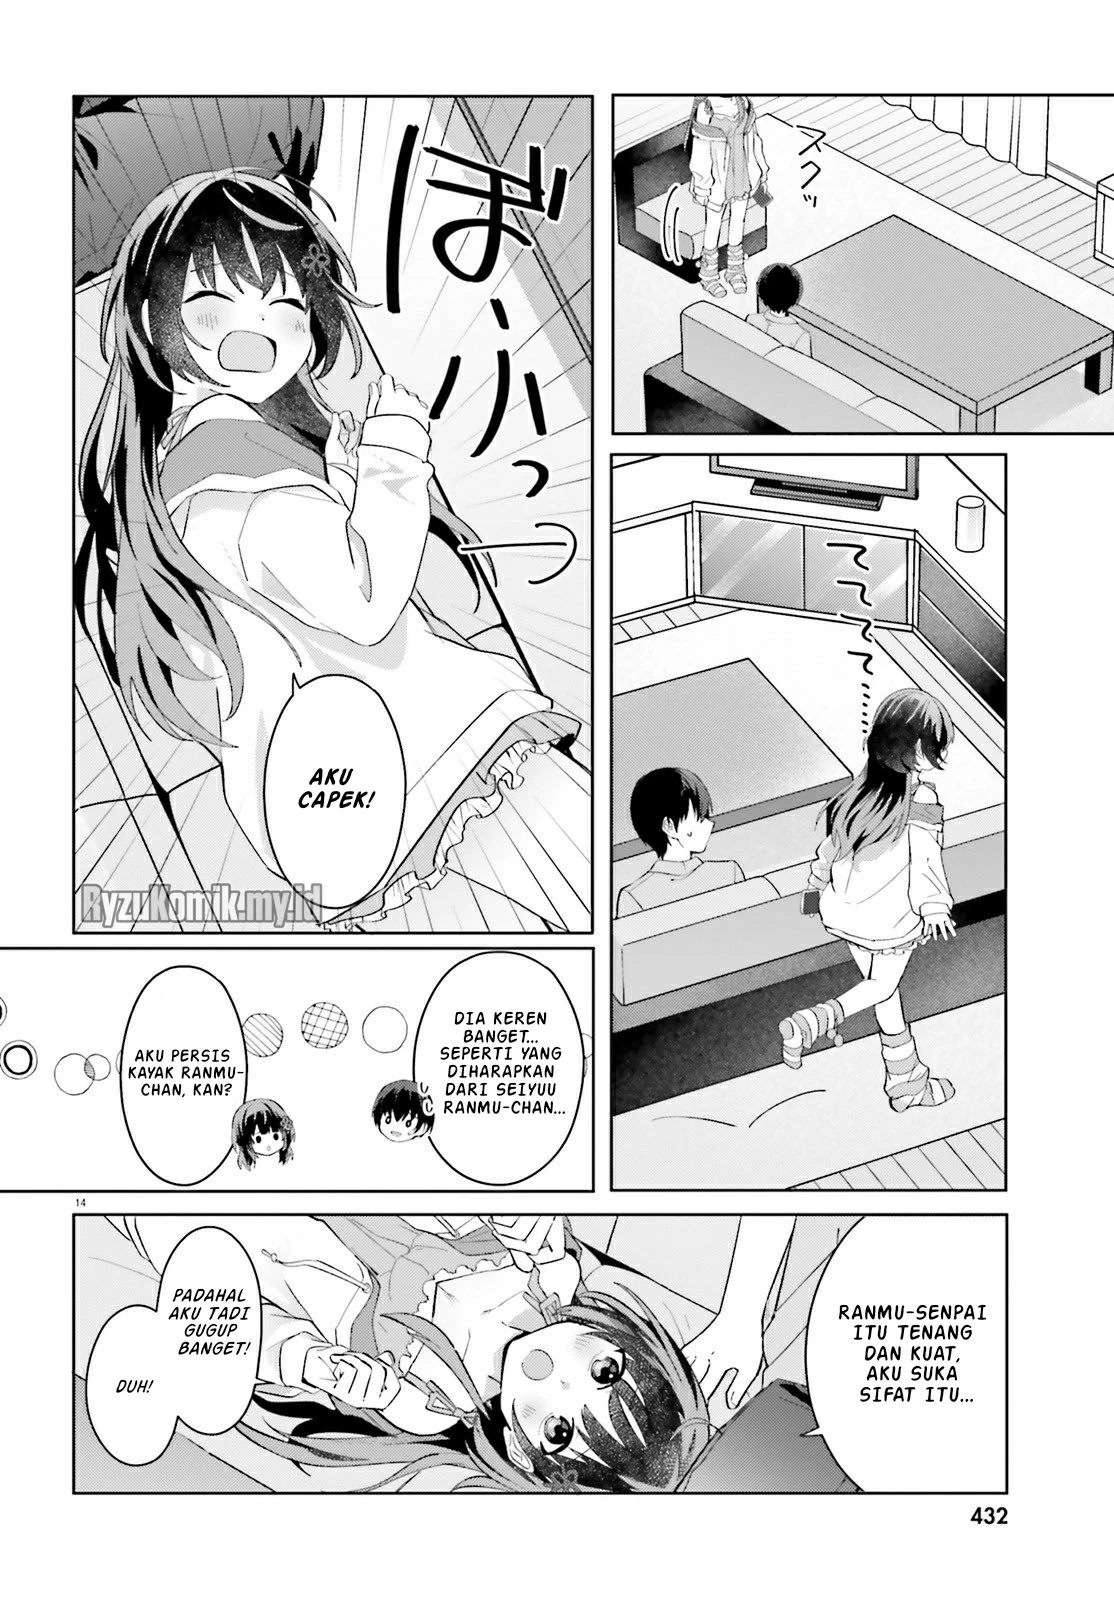 スクッ
てててててて…
ぼふっ
AKU
CAPEK!
RyzuKomik.my.id
DIA KEREN
BANGET...
SEPERTI YANG
DIHARAPKAN
DARI SEIYUU
RANMU-CHAN...
AKU PERSIS
KAYAK RANMU-
CHAN, KAN?
14
RANMU-SENPAI
ITU TENANG
DAN KUAT,
AKU SUKA
SIFAT ITU...
PADAHAL
AKU TADI
GUGUP
BANGET!
DUH!
432